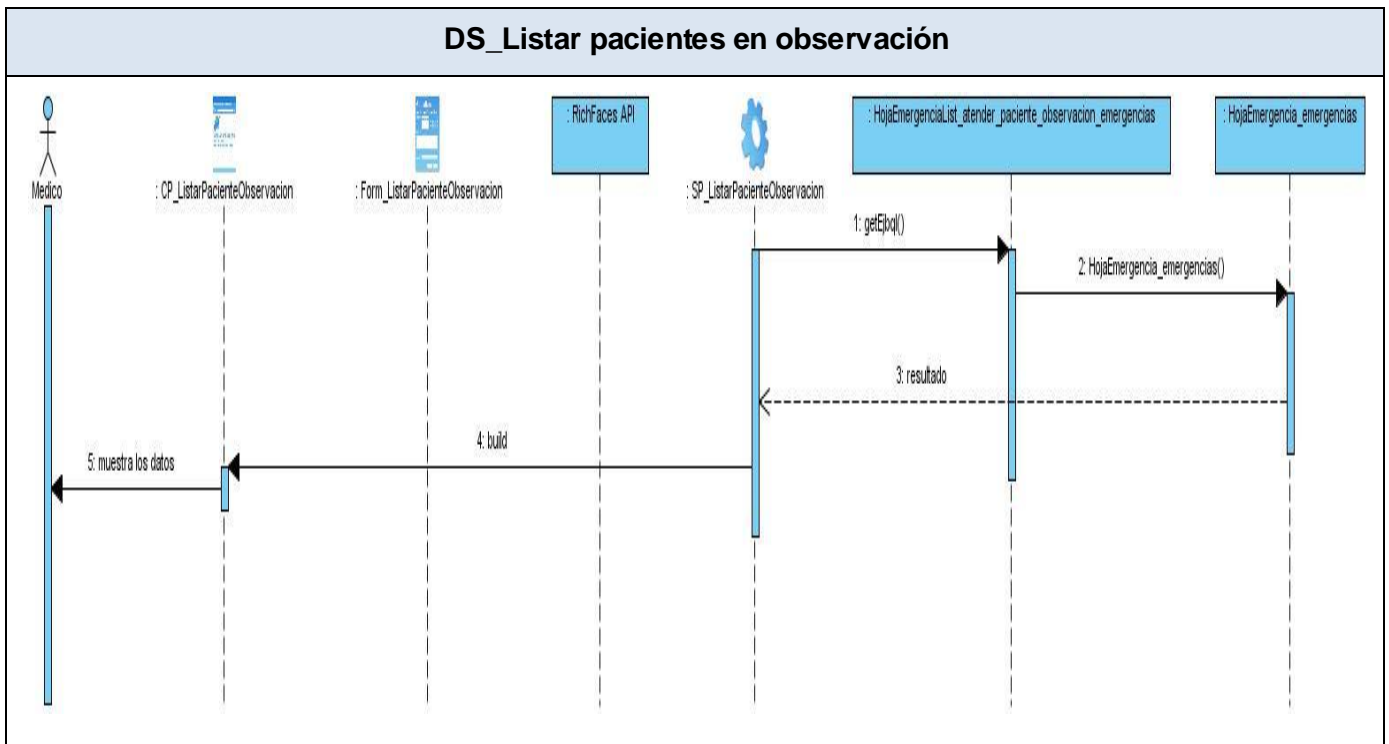 DS_Listar pacientes en observación
: RichFaces API
: HojaEmergenciaList_atender_paciente_observacion_emergencias
: HojaEmergencia_emergencias
Medico
: CP_ListarPacienteObservacion
: Form_ListarPacienteObservacion
: SP_ListarPacienteObservacion
1: getEjbql()
2: HojaEmergencia_emergencias()
3: resultado
4: build
5: muestra los datos